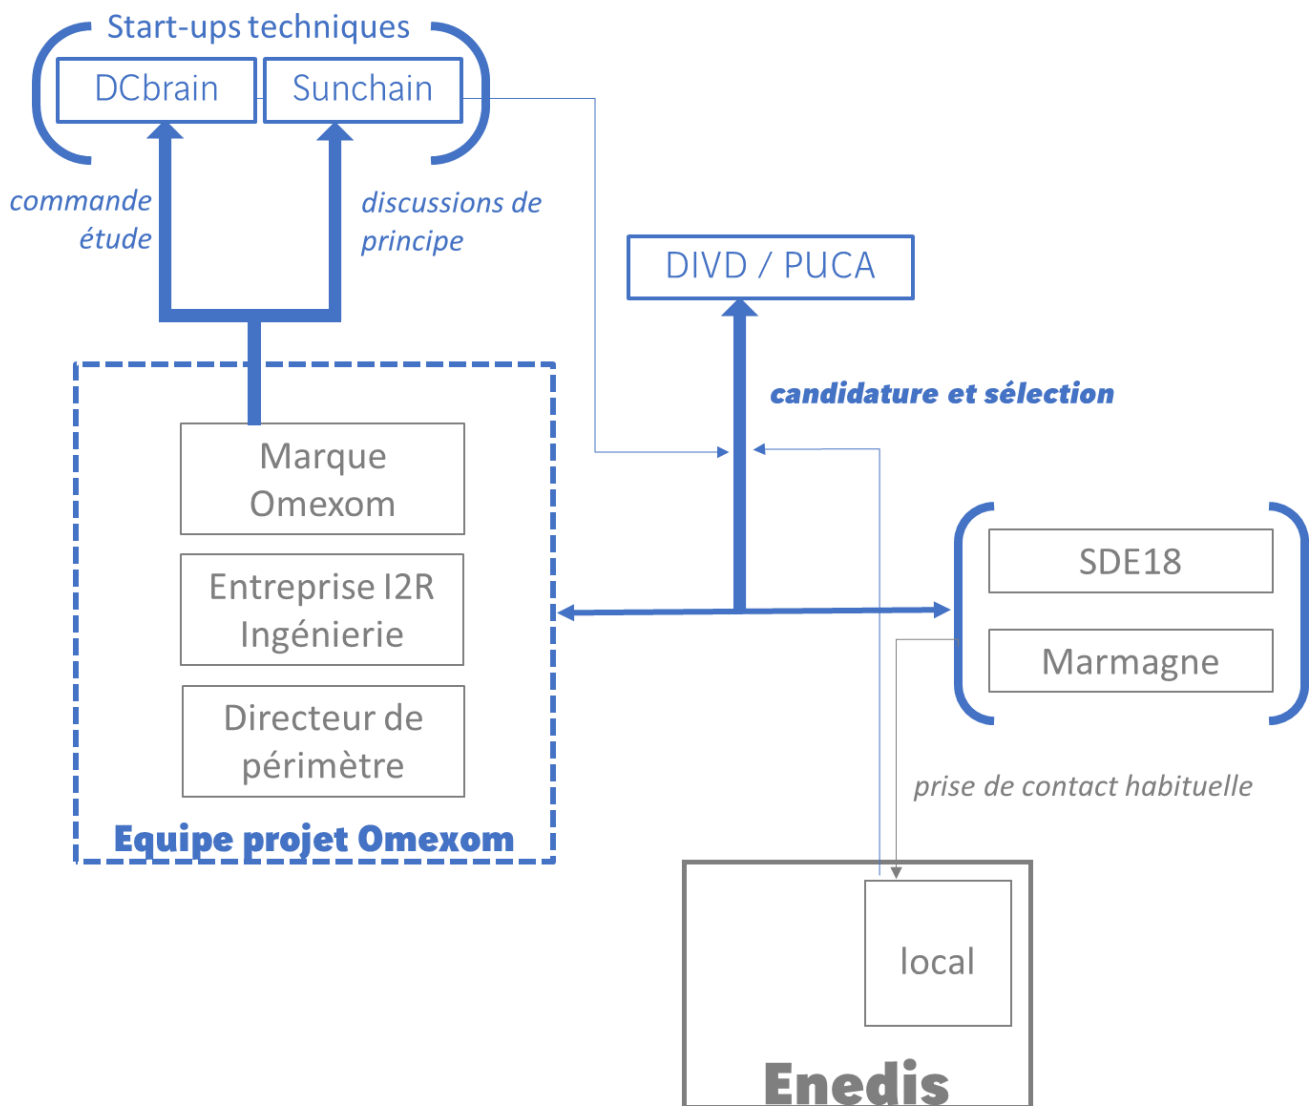 Start-ups techniques
DCbrain
Sunchain
commande
étude
discussions de
principe
DIVD / PUCA
candidature et sélection
Marque
Omexom
Entreprise I2R
Ingénierie
Directeur de
périmètre
Equipe projet Omexom
SDE18
Marmagne
prise de contact habituelle
local
Enedis